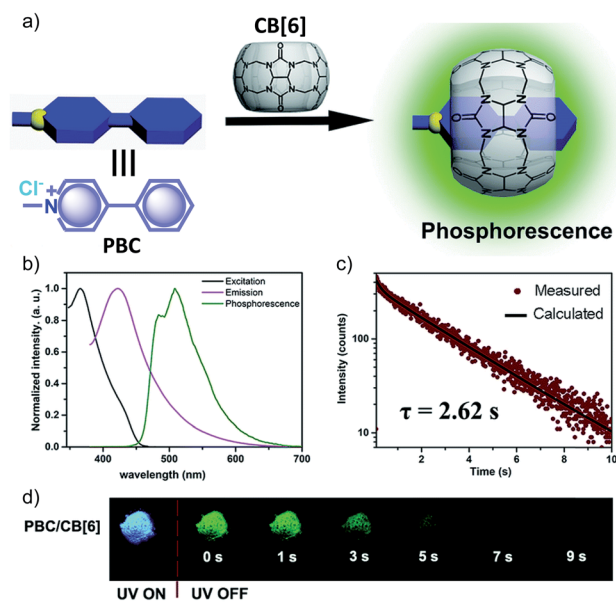 a)
CB[6]
O
N N N N
N N N N
O
Cl⁻ +
N
PBC
O O
N N
N N
Phosphorescence
b)
Normalized intensity. (a. u.)
1.0
0.8
0.6
0.4
0.2
0.0
Excitation
Emission
Phosphorescence
400 500 600 700
wavelength (nm)
c)
Intensity (counts)
100
10
Measured
Calculated
τ = 2.62 s
2 4 6 8 10
Time (s)
d)
PBC/CB[6]
0 s 1 s 3 s 5 s 7 s 9 s
UV ON UV OFF